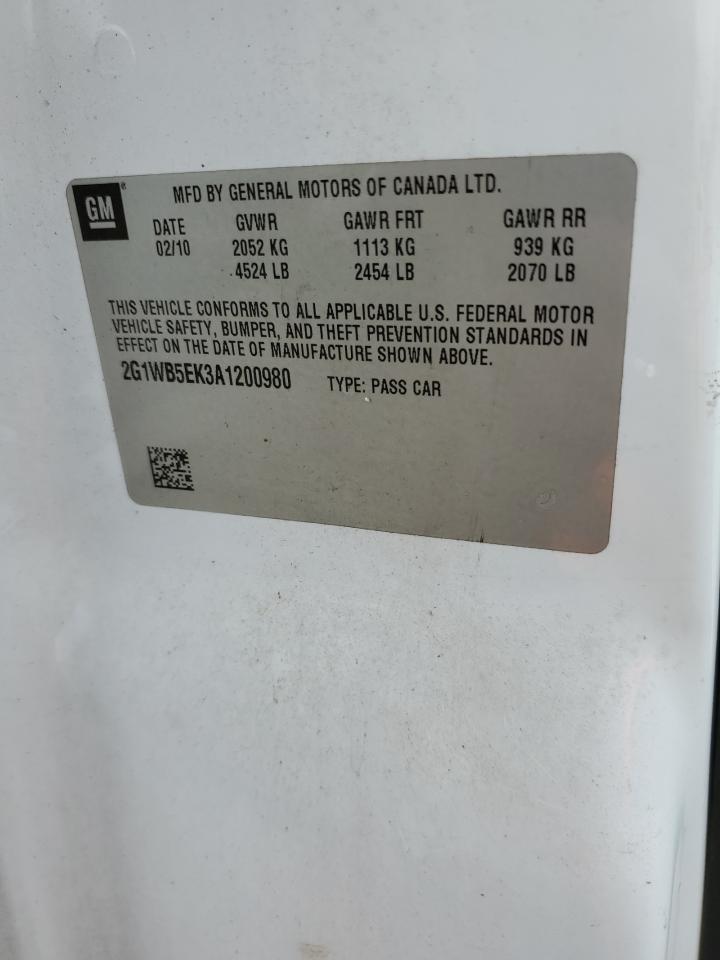 GM®
MFD BY GENERAL MOTORS OF CANADA LTD.
DATE GVWR GAWR FRT GAWR RR
02/10 2052 KG 1113 KG 939 KG
4524 LB 2454 LB 2070 LB
THIS VEHICLE CONFORMS TO ALL APPLICABLE U.S. FEDERAL MOTOR
VEHICLE SAFETY, BUMPER, AND THEFT PREVENTION STANDARDS IN
EFFECT ON THE DATE OF MANUFACTURE SHOWN ABOVE.
2G1WB5EK3A1200980 TYPE: PASS CAR